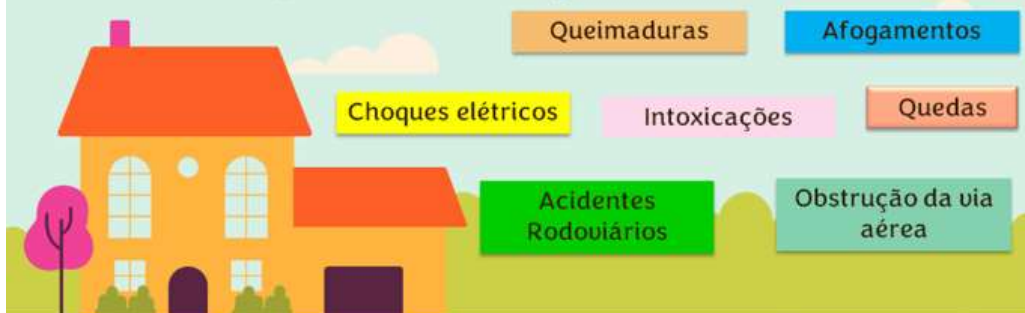 Queimaduras
Afogamentos
Choques elétricos
Intoxicações
Quedas
Acidentes
Rodoviários
Obstrução da via
aérea